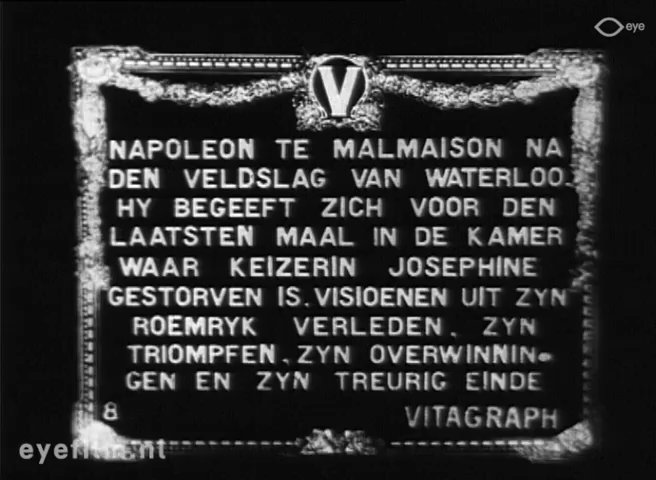 eye
V
NAPOLEON TE MALMAISON NA
DEN VELDSLAG VAN WATERLOO.
HY BEGEEFT ZICH VOOR DEN
LAATSTEN MAAL IN DE KAMER
WAAR KEIZERIN JOSEPHINE
GESTORVEN IS. VISIOENEN UIT ZYN
ROEMRYK VERLEDEN. ZYN
TRIOMPFEN. ZYN OVERWINNIN-
GEN EN ZYN TREURIG EINDE
8 VITAGRAPH
eyefilm.nl